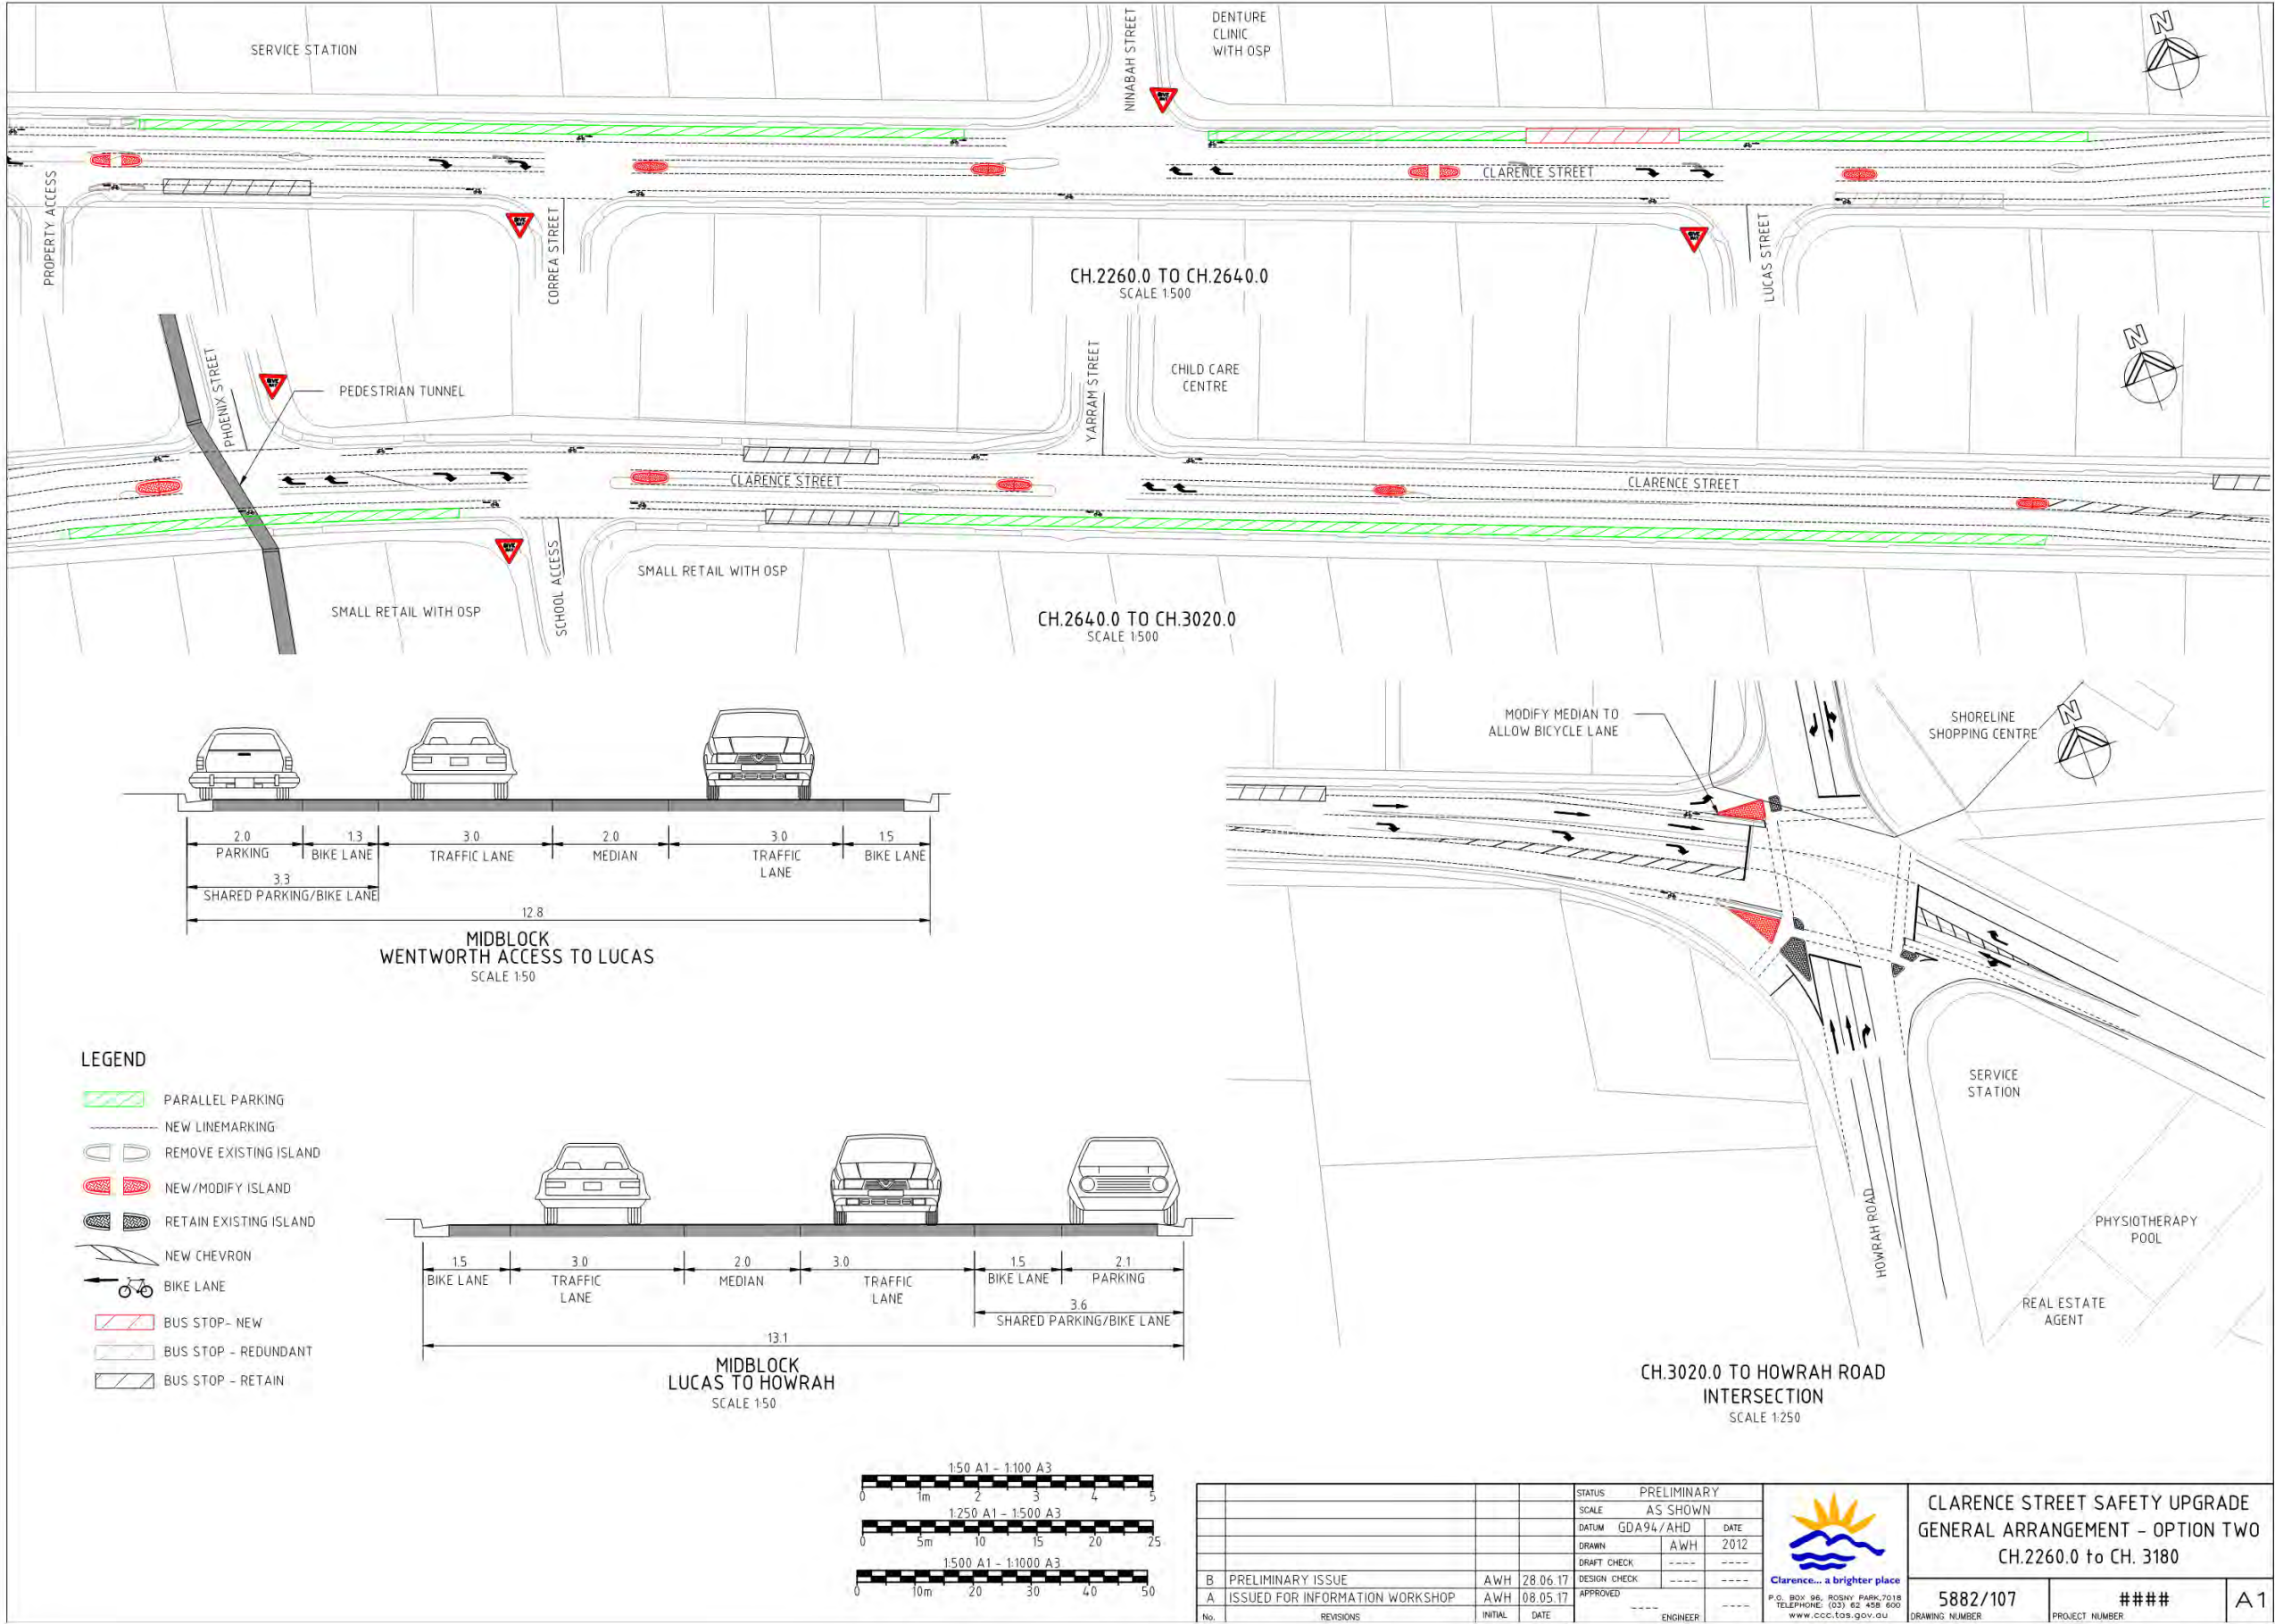 SERVICE STATION
NINABAH STREET
DENTURE
CLINIC
WITH OSP
N
PROPERTY ACCESS
CORREA STREET
CLARENCE STREET
LUCAS STREET
CH.2260.0 TO CH.2640.0
SCALE 1:500
PHOENIX STREET
PEDESTRIAN TUNNEL
YARRAM STREET
CHILD CARE
CENTRE
N
CLARENCE STREET
CLARENCE STREET
SCHOOL ACCESS
SMALL RETAIL WITH OSP
SMALL RETAIL WITH OSP
CH.2640.0 TO CH.3020.0
SCALE 1:500
2.0
1.3
3.0
2.0
3.0
1.5
PARKING
BIKE LANE
TRAFFIC LANE
MEDIAN
TRAFFIC
LANE
BIKE LANE
3.3
SHARED PARKING/BIKE LANE
12.8
MIDBLOCK
WENTWORTH ACCESS TO LUCAS
SCALE 1:50
MODIFY MEDIAN TO
ALLOW BICYCLE LANE
SHORELINE
SHOPPING CENTRE
N
SERVICE
STATION
HOWRAH ROAD
PHYSIOTHERAPY
POOL
REAL ESTATE
AGENT
CH.3020.0 TO HOWRAH ROAD
INTERSECTION
SCALE 1:250
LEGEND
PARALLEL PARKING
NEW LINEMARKING
REMOVE EXISTING ISLAND
NEW/MODIFY ISLAND
RETAIN EXISTING ISLAND
NEW CHEVRON
BIKE LANE
BUS STOP- NEW
BUS STOP - REDUNDANT
BUS STOP - RETAIN
1.5
3.0
2.0
3.0
1.5
2.1
BIKE LANE
TRAFFIC
LANE
MEDIAN
TRAFFIC
LANE
BIKE LANE
PARKING
3.6
SHARED PARKING/BIKE LANE
13.1
MIDBLOCK
LUCAS TO HOWRAH
SCALE 1:50
1:50 A1 - 1:100 A3
0 1m 2 3 4 5
1:250 A1 - 1:500 A3
0 5m 10 15 20 25
1:500 A1 - 1:1000 A3
0 10m 20 30 40 50
B PRELIMINARY ISSUE AWH 28.06.17
A ISSUED FOR INFORMATION WORKSHOP AWH 08.05.17
No. REVISIONS INITIAL DATE
STATUS PRELIMINARY
SCALE AS SHOWN
DATUM GDA94/AHD DATE
DRAWN AWH 2012
DRAFT CHECK ---- ----
DESIGN CHECK ---- ----
APPROVED ---- ----
ENGINEER
Clarence... a brighter place
P.O. BOX 96, ROSNY PARK,7018
TELEPHONE: (03) 62 458 600
www.ccc.tas.gov.au
CLARENCE STREET SAFETY UPGRADE
GENERAL ARRANGEMENT - OPTION TWO
CH.2260.0 to CH. 3180
5882/107
DRAWING NUMBER
####
PROJECT NUMBER
A1